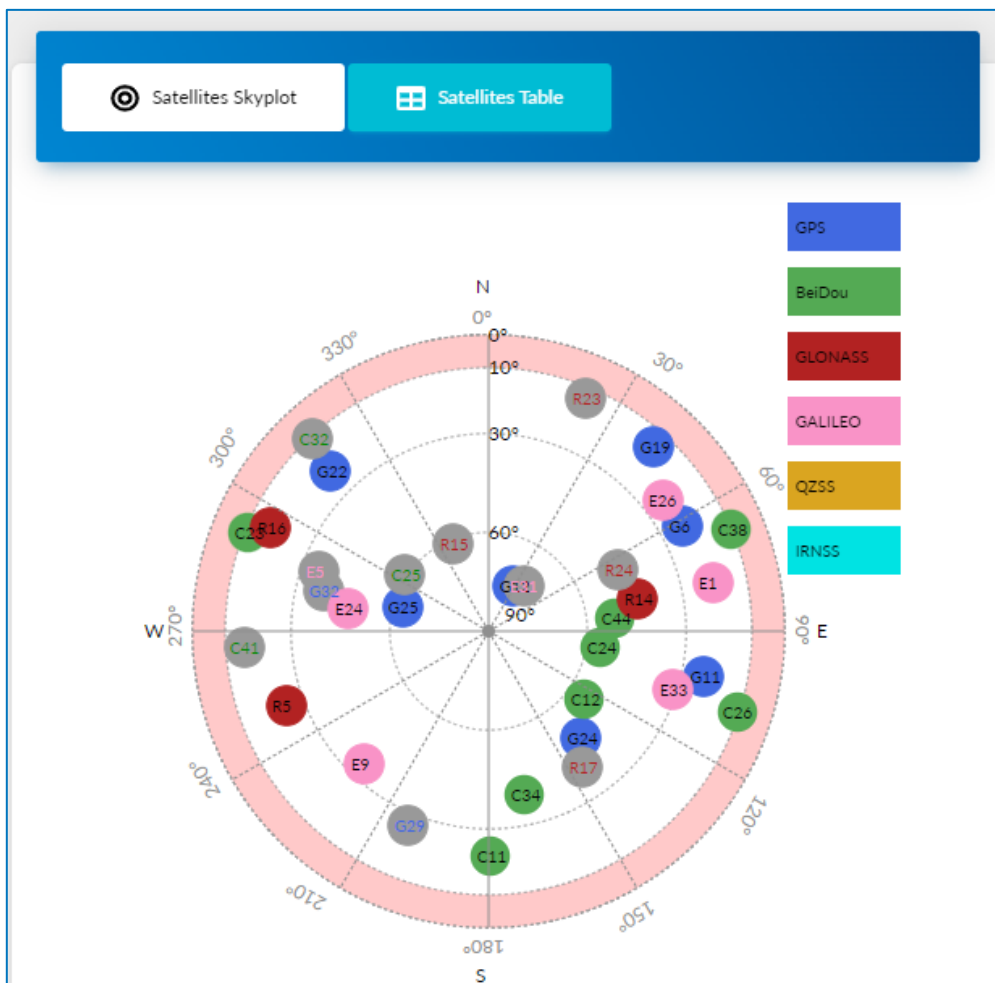 Satellites Skyplot
Satellites Table
GPS
BeiDou
GLONASS
GALILEO
QZSS
IRNSS
N
0°
0°
330°
30°
10°
R23
C32
30°
G19
300°
G22
60°
E26
G6
C38
R16
60°
R15
E5
C25
R24
E1
G32
R14
G25
E24
90°
C44
W
270°
90°
E
C41
C24
G11
E33
R5
C12
C26
G24
E9
R17
240°
C34
120°
G29
C11
210°
150°
180°
S